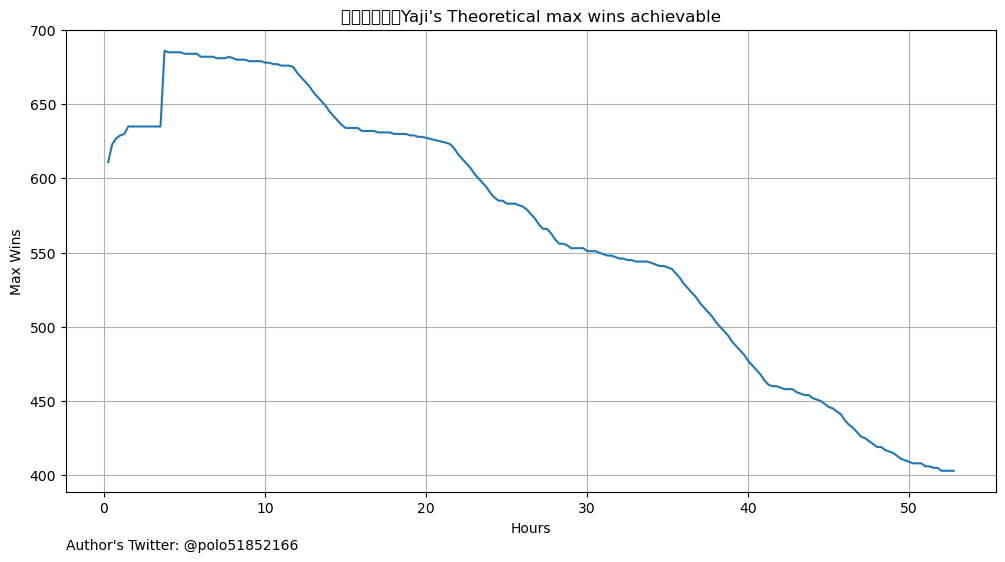 Yaji's Theoretical max wins achievable
700
650
600
550
500
450
400
Max Wins
0 10 20 30 40 50
Hours
Author's Twitter: @polo51852166